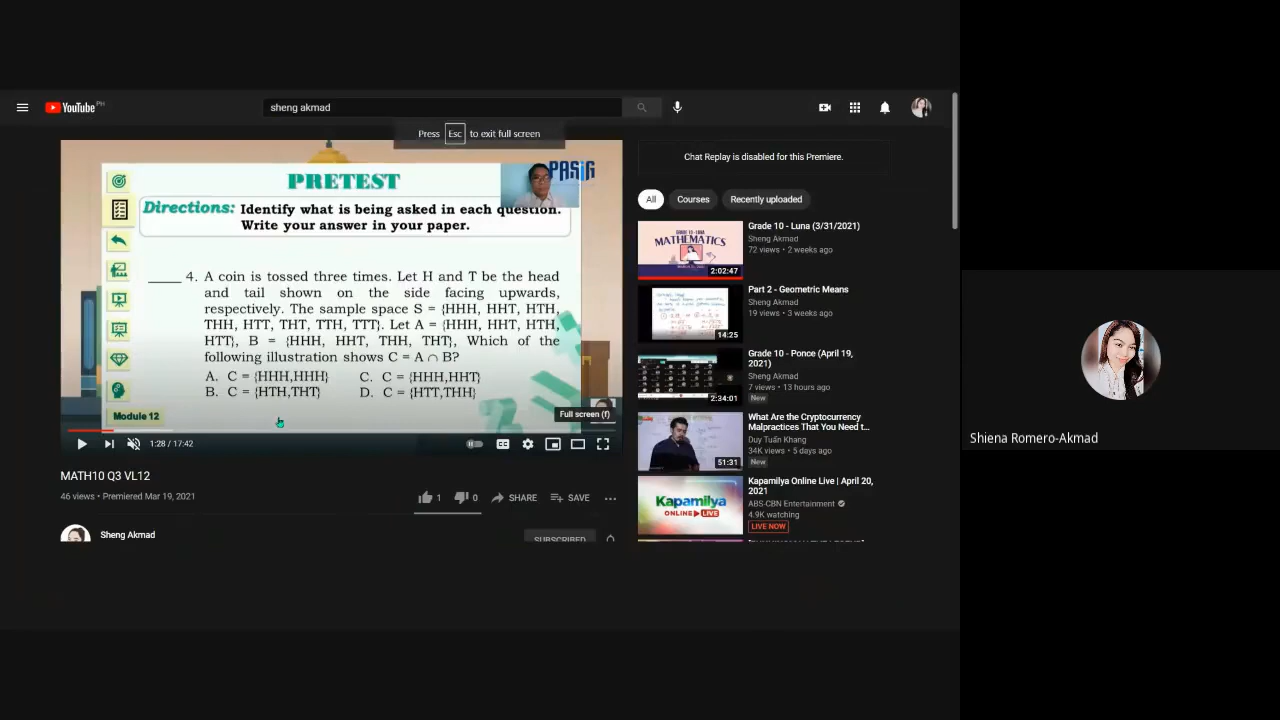 YouTube PH
sheng akmad
Press Esc to exit full screen
PRETEST
PASIG
Directions: Identify what is being asked in each question.
Write your answer in your paper.
_____ 4. A coin is tossed three times. Let H and T be the head
and tail shown on the side facing upwards,
respectively. The sample space S = {HHH, HHT, HTH,
THH, HTT, THT, TTH, TTT}. Let A = {HHH, HHT, HTH,
HTT}, B = {HHH, HHT, THH, THT}, Which of the
following illustration shows C = A ∩ B?
A. C = {HHH,HHH} C. C = {HHH,HHT}
B. C = {HTH,THT} D. C = {HTT,THH}
Module 12
Full screen (f)
1:28 / 17:42
MATH10 Q3 VL12
46 views • Premiered Mar 19, 2021
1 0 SHARE SAVE
Sheng Akmad
SUBSCRIBED
Chat Replay is disabled for this Premiere.
All Courses Recently uploaded
MATHEMATICS
2:02:47
Grade 10 - Luna (3/31/2021)
Sheng Akmad
72 views • 2 weeks ago
14:25
Part 2 - Geometric Means
Sheng Akmad
19 views • 3 weeks ago
2:34:01
Grade 10 - Ponce (April 19,
2021)
Sheng Akmad
7 views • 13 hours ago
New
51:31
What Are the Cryptocurrency
Malpractices That You Need t...
Duy Tuấn Khang
34K views • 5 days ago
New
Kapamilya
ONLINE LIVE
Kapamilya Online Live | April 20,
2021
ABS-CBN Entertainment
4.9K watching
LIVE NOW
Shiena Romero-Akmad